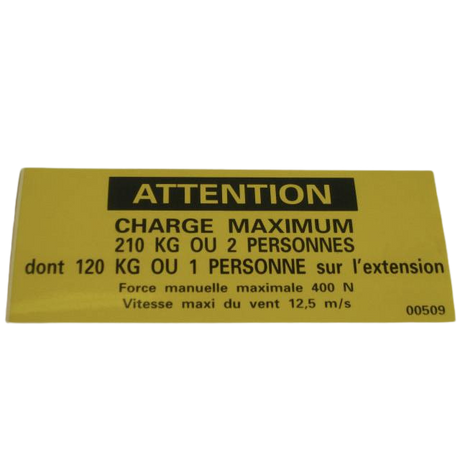 ATTENTION
CHARGE MAXIMUM
210 KG OU 2 PERSONNES
dont 120 KG OU 1 PERSONNE sur l'extension
Force manuelle maximale 400 N
Vitesse maxi du vent 12,5 m/s
00509